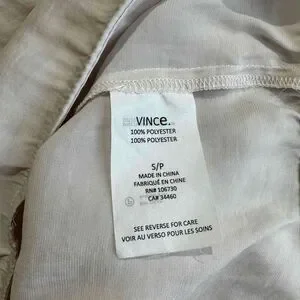 VINCE.
100% POLYESTER
100% POLYESTER
S/P
MADE IN CHINA
FABRIQUÉ EN CHINE
RN# 106730
CA# 34460
SEE REVERSE FOR CARE
VOIR AU VERSO POUR LES SOINS